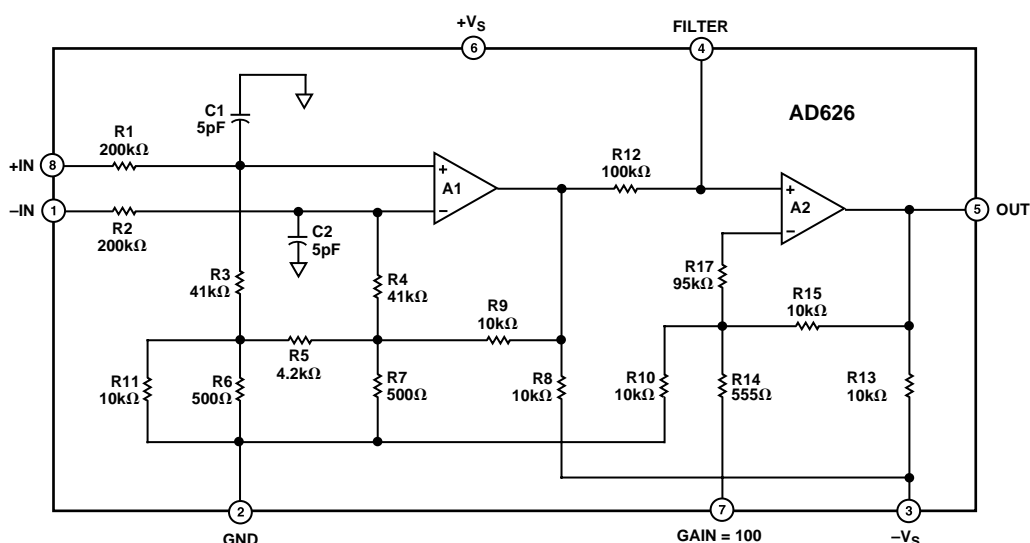 +VS
6
FILTER
4
AD626
C1
5pF
R1
200kΩ
+IN
8
–IN
1
R2
200kΩ
C2
5pF
+
A1
–
R12
100kΩ
+
A2
–
5
OUT
R3
41kΩ
R4
41kΩ
R17
95kΩ
R9
10kΩ
R15
10kΩ
R5
4.2kΩ
R11
10kΩ
R6
500Ω
R7
500Ω
R8
10kΩ
R10
10kΩ
R14
555Ω
R13
10kΩ
2
GND
7
GAIN = 100
3
–VS